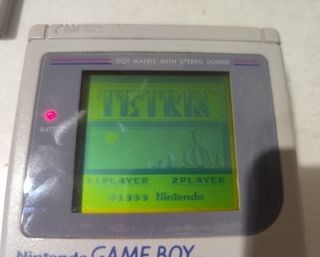 DOT MATRIX WITH STEREO SOUND
TETRIS
BATTERY
1PLAYER 2PLAYER
©1989 Nintendo
Nintendo GAME BOY